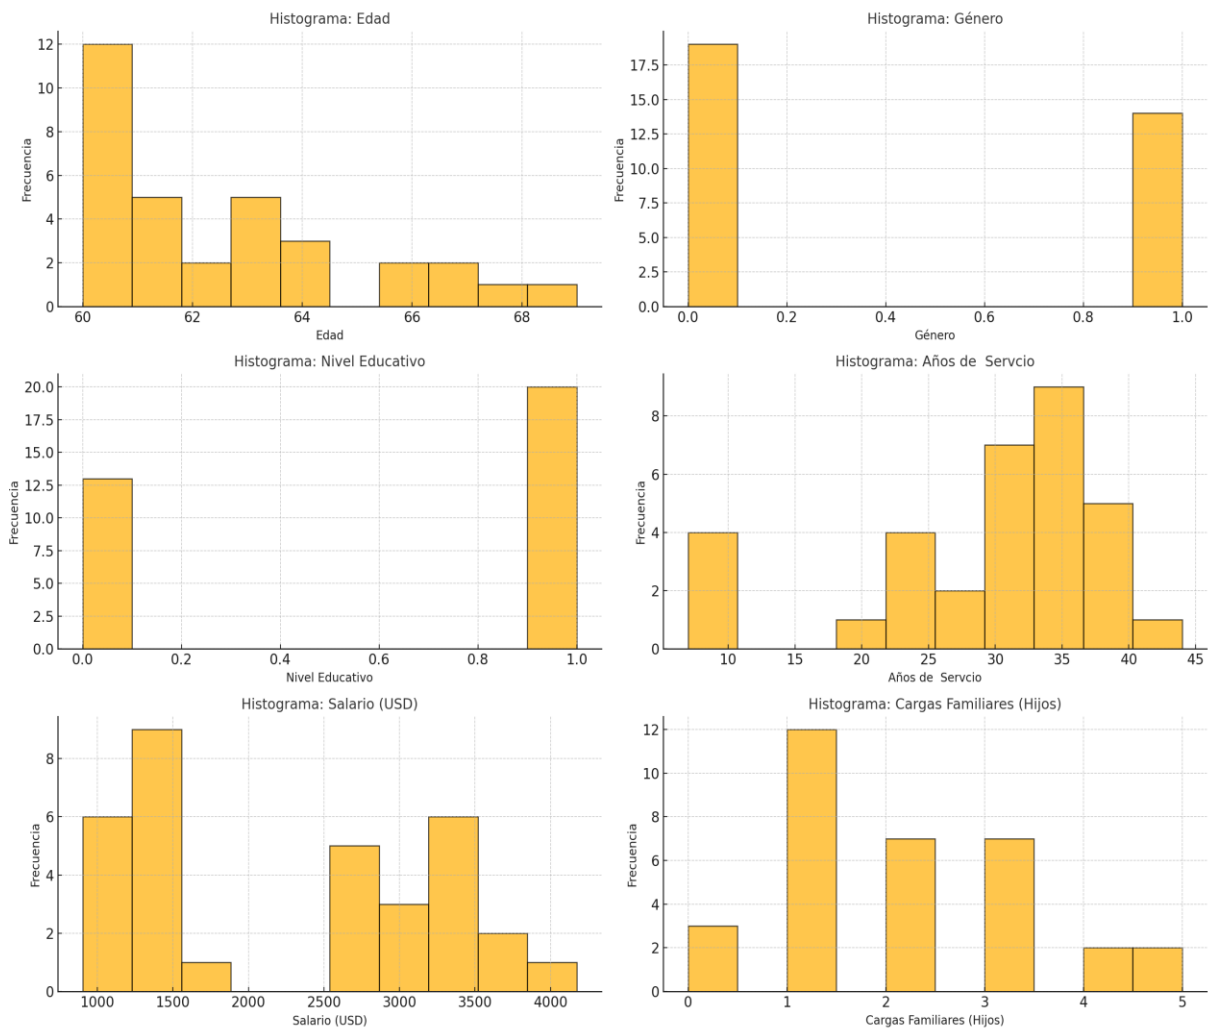 Histograma: Edad
12
10
8
6
4
2
0
Frecuencia
60 62 64 66 68
Edad
Histograma: Género
17.5
15.0
12.5
10.0
7.5
5.0
2.5
0.0
Frecuencia
0.0 0.2 0.4 0.6 0.8 1.0
Género
Histograma: Nivel Educativo
20.0
17.5
15.0
12.5
10.0
7.5
5.0
2.5
0.0
Frecuencia
0.0 0.2 0.4 0.6 0.8 1.0
Nivel Educativo
Histograma: Años de Servcio
8
6
4
2
0
Frecuencia
10 15 20 25 30 35 40 45
Años de Servcio
Histograma: Salario (USD)
8
6
4
2
0
Frecuencia
1000 1500 2000 2500 3000 3500 4000
Salario (USD)
Histograma: Cargas Familiares (Hijos)
12
10
8
6
4
2
0
Frecuencia
0 1 2 3 4 5
Cargas Familiares (Hijos)